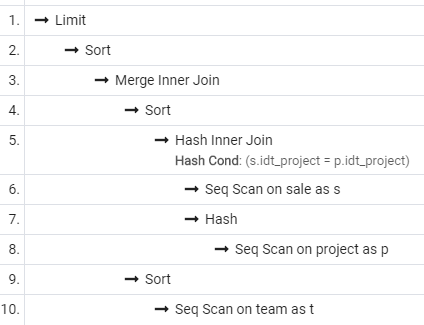 1. → Limit
2. → Sort
3. → Merge Inner Join
4. → Sort
5. → Hash Inner Join
Hash Cond: (s.idt_project = p.idt_project)
6. → Seq Scan on sale as s
7. → Hash
8. → Seq Scan on project as p
9. → Sort
10. → Seq Scan on team as t